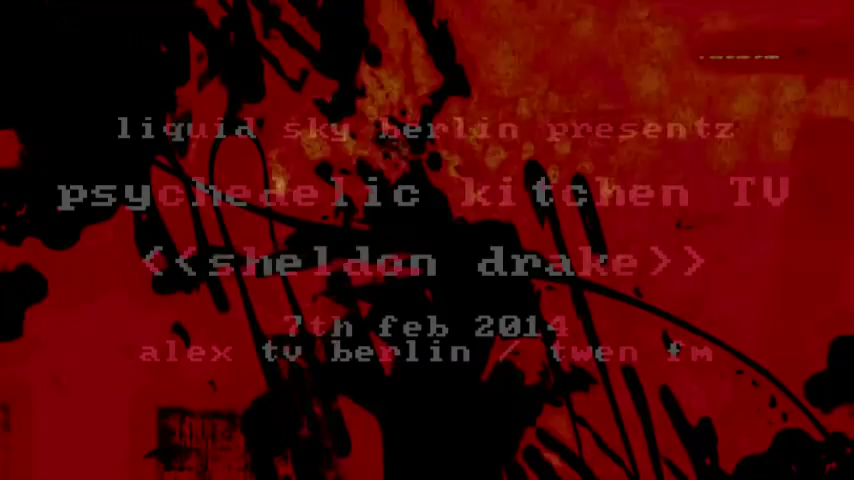 liquid sky berlin presentz
psychedelic kitchen TV
<<sheldon drake>>
7th feb 2014
alex tv berlin / twen fm